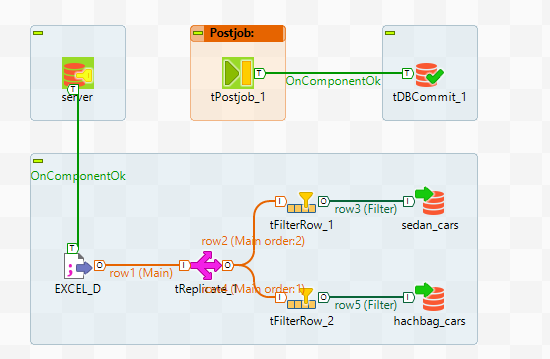 Postjob:
server
tPostjob_1
OnComponentOk
tDBCommit_1
OnComponentOk
row2 (Main order:2)
tFilterRow_1
row3 (Filter)
sedan_cars
EXCEL_D
row1 (Main)
tReplicate_1
(Main order:1)
tFilterRow_2
row5 (Filter)
hachbag_cars